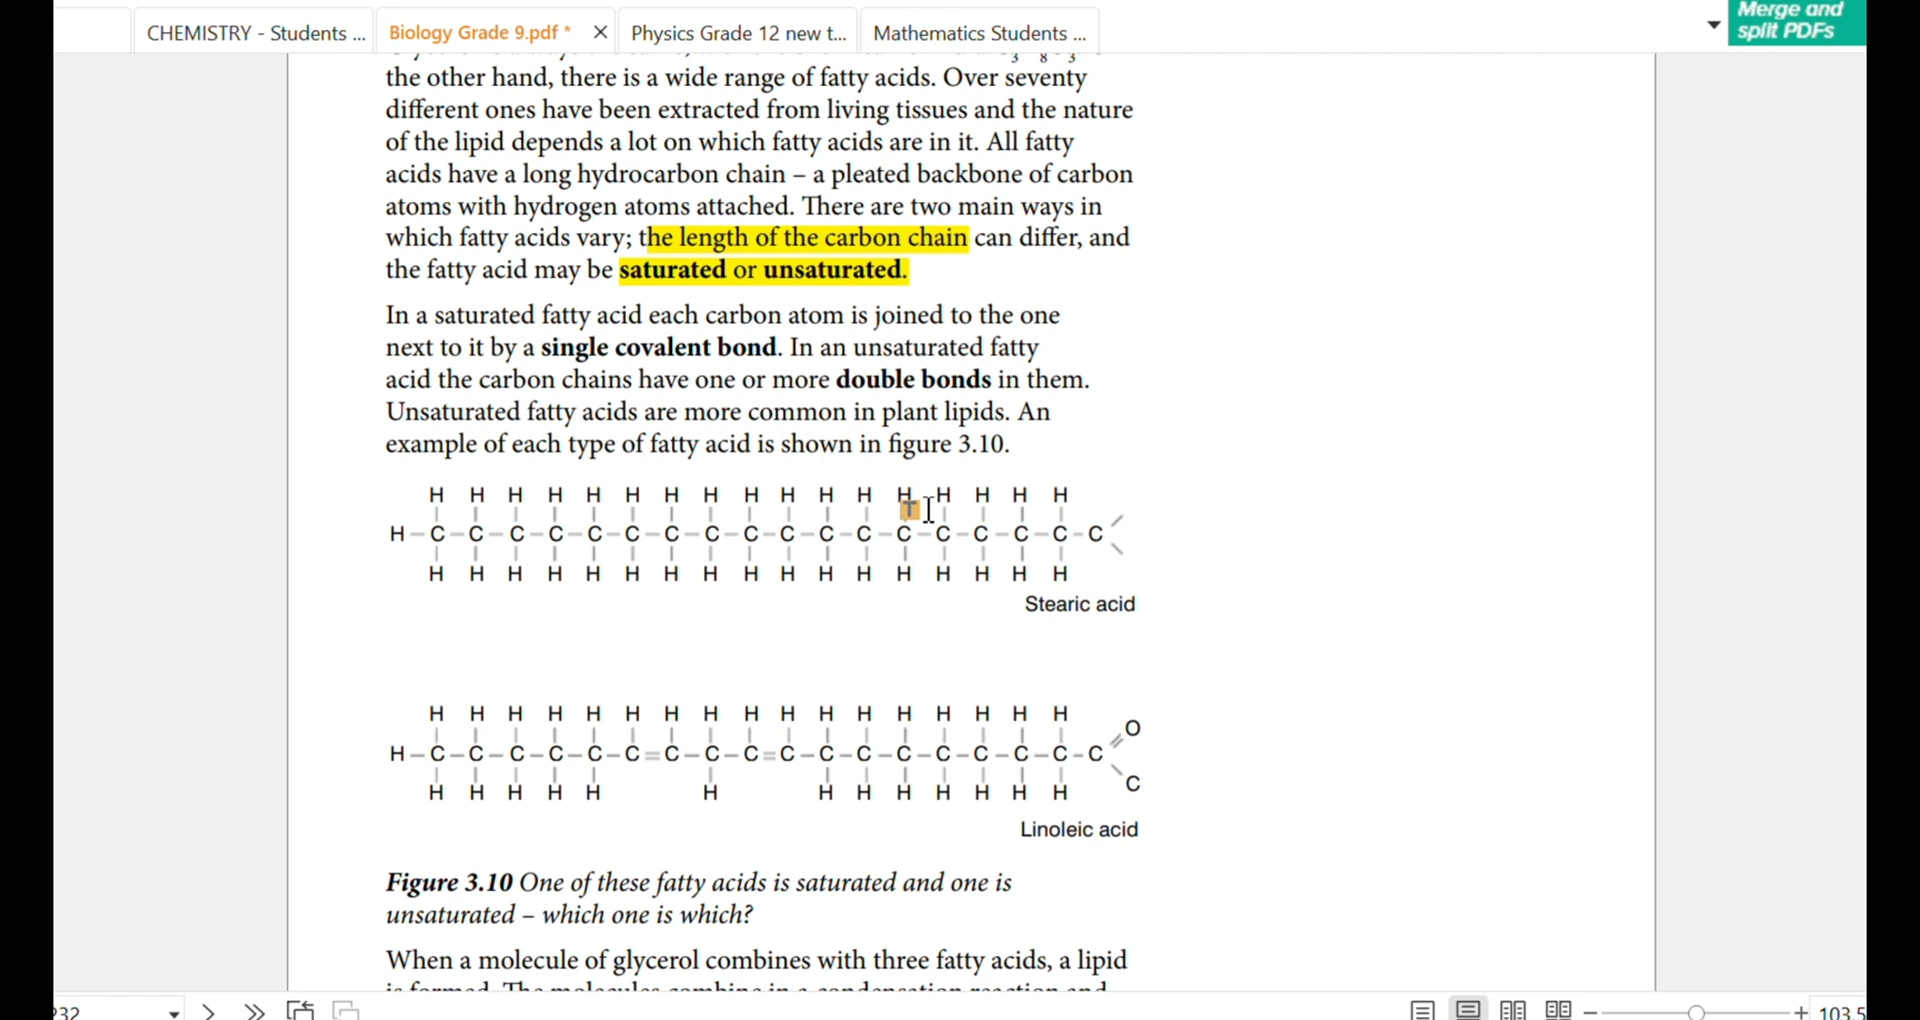 CHEMISTRY - Students ...
Biology Grade 9.pdf *
Physics Grade 12 new t...
Mathematics Students ...
Merge and
split PDFs
the other hand, there is a wide range of fatty acids. Over seventy
different ones have been extracted from living tissues and the nature
of the lipid depends a lot on which fatty acids are in it. All fatty
acids have a long hydrocarbon chain – a pleated backbone of carbon
atoms with hydrogen atoms attached. There are two main ways in
which fatty acids vary; the length of the carbon chain can differ, and
the fatty acid may be saturated or unsaturated.
In a saturated fatty acid each carbon atom is joined to the one
next to it by a single covalent bond. In an unsaturated fatty
acid the carbon chains have one or more double bonds in them.
Unsaturated fatty acids are more common in plant lipids. An
example of each type of fatty acid is shown in figure 3.10.
H H H H H H H H H H H H H H H H H
T
H – C – C – C – C – C – C – C – C – C – C – C – C – C – C – C – C – C – C
H H H H H H H H H H H H H H H H H
Stearic acid
H H H H H H H H H H H H H H H H H
O
H – C – C – C – C – C – C = C – C – C = C – C – C – C – C – C – C – C – C
H H H H H H H H H H H H H
C
Linoleic acid
Figure 3.10 One of these fatty acids is saturated and one is
unsaturated – which one is which?
When a molecule of glycerol combines with three fatty acids, a lipid
232
103.5